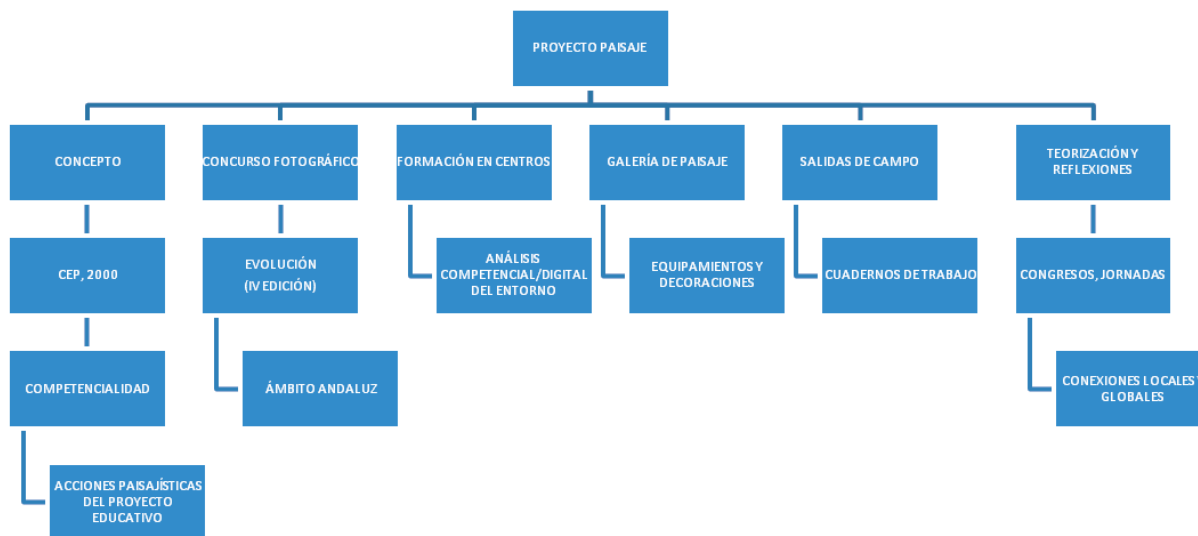 PROYECTO PAISAJE
CONCEPTO
CONCURSO FOTOGRÁFICO
FORMACIÓN EN CENTROS
GALERÍA DE PAISAJE
SALIDAS DE CAMPO
TEORIZACIÓN Y
REFLEXIONES
CEP, 2000
EVOLUCIÓN
(IV EDICIÓN)
ANÁLISIS
COMPETENCIAL/DIGITAL
DEL ENTORNO
EQUIPAMIENTOS Y
DECORACIONES
CUADERNOS DE TRABAJO
CONGRESOS, JORNADAS
COMPETENCIALIDAD
ÁMBITO ANDALUZ
CONEXIONES LOCALES Y
GLOBALES
ACCIONES PAISAJÍSTICAS
DEL PROYECTO
EDUCATIVO